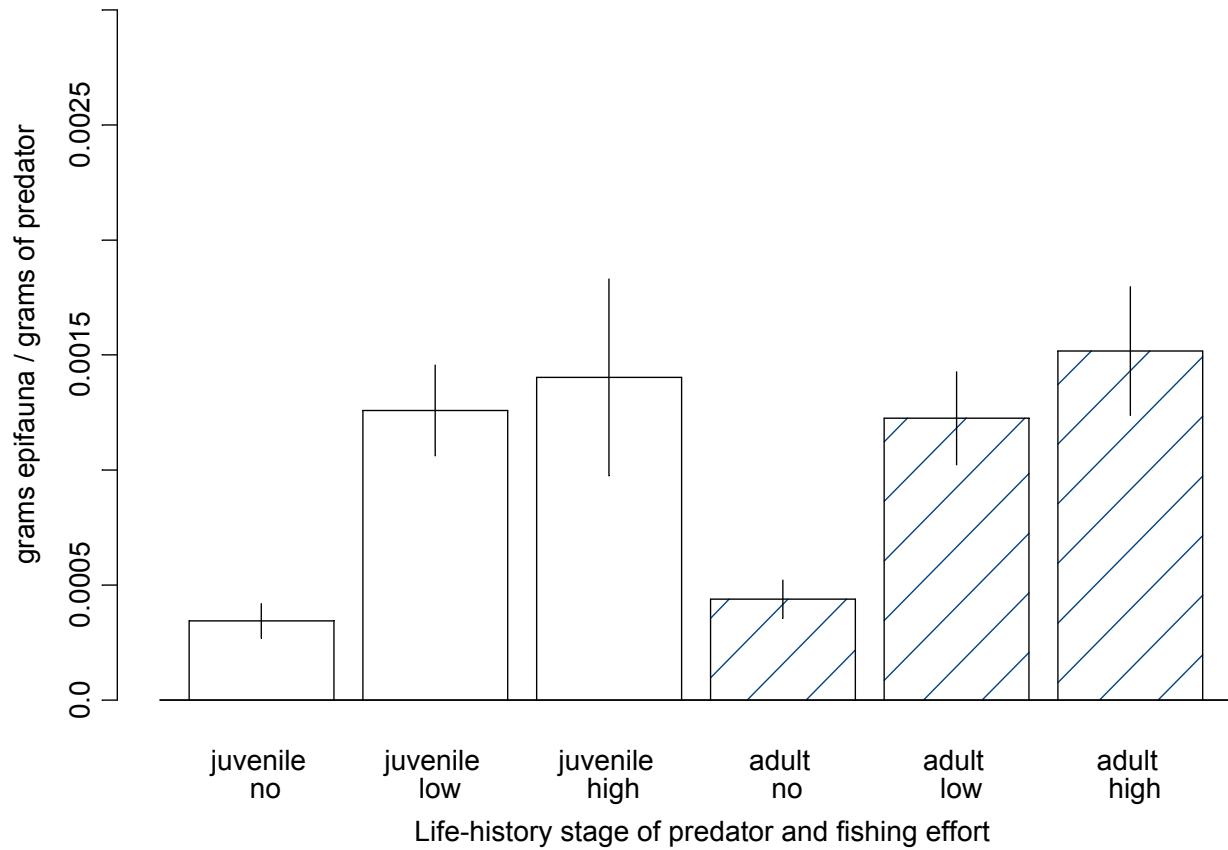 grams epifauna / grams of predator
0.0025
0.0015
0.0005
0.0
juvenile juvenile juvenile adult adult adult
no low high no low high
Life-history stage of predator and fishing effort